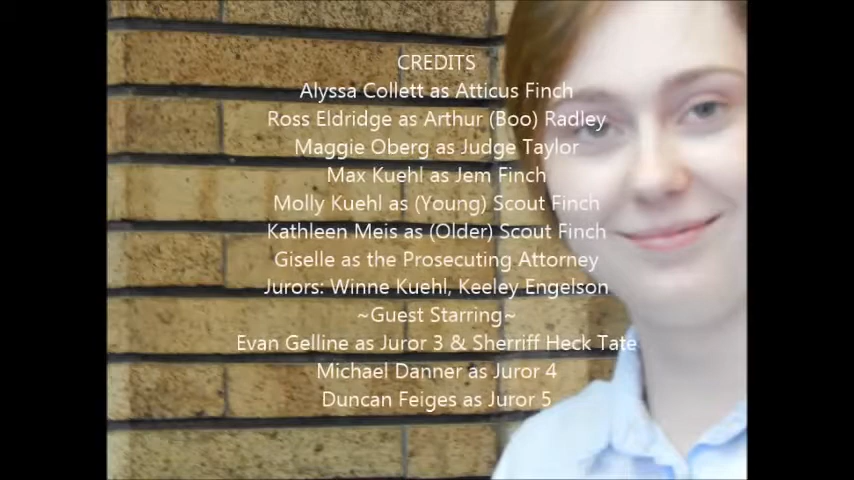 CREDITS
Alyssa Collett as Atticus Finch
Ross Eldridge as Arthur (Boo) Radley
Maggie Oberg as Judge Taylor
Max Kuehl as Jem Finch
Molly Kuehl as (Young) Scout Finch
Kathleen Meis as (Older) Scout Finch
Giselle as the Prosecuting Attorney
Jurors: Winne Kuehl, Keeley Engelson
~Guest Starring~
Evan Gelline as Juror 3 & Sherriff Heck Tate
Michael Danner as Juror 4
Duncan Feiges as Juror 5